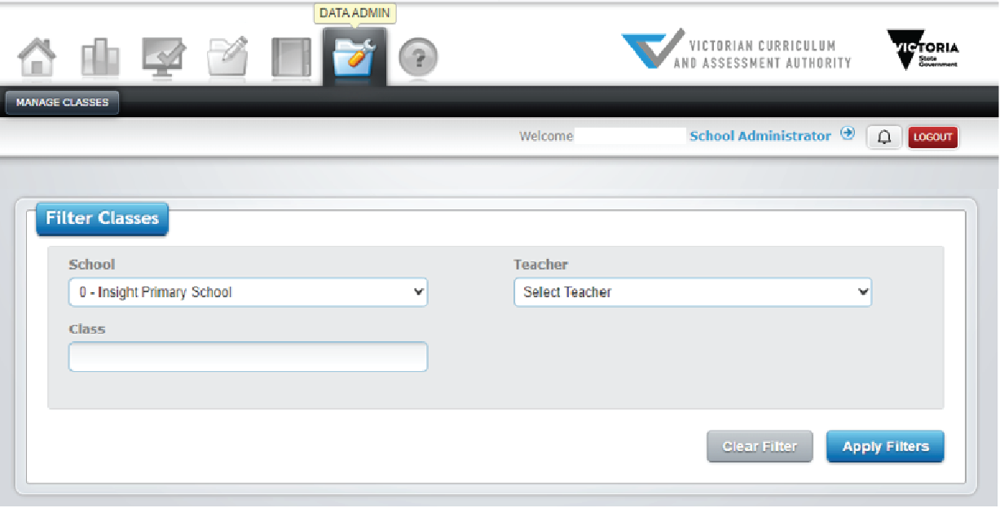 DATA ADMIN
VICTORIAN CURRICULUM
AND ASSESSMENT AUTHORITY
VICTORIA
State
Government
?
MANAGE CLASSES
Welcome School Administrator LOGOUT
Filter Classes
School Teacher
0 - Insight Primary School Select Teacher
Class
Clear Filter Apply Filters